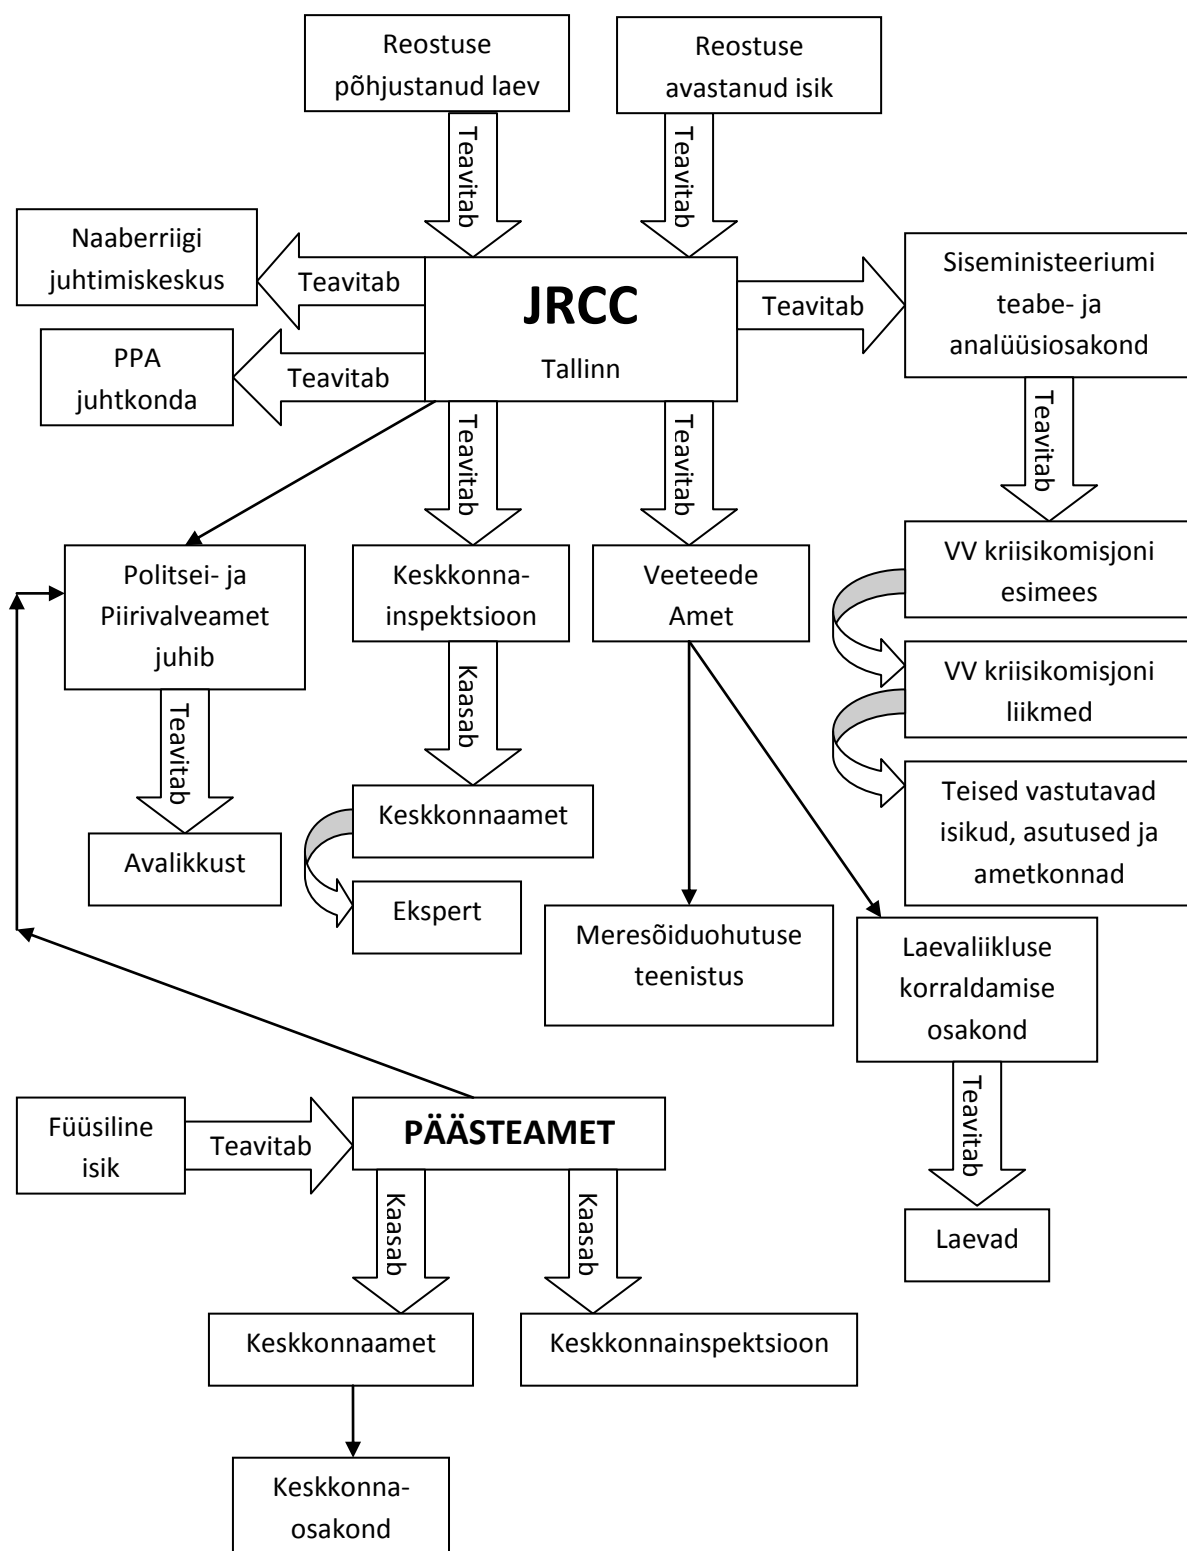 Reostuse
põhjustanud laev
Reostuse
avastanud isik
Teavitab
Teavitab
Naaberriigi
juhtimiskeskus
Teavitab
JRCC
Tallinn
Teavitab
Siseministeeriumi
teabe- ja
analüüsiosakond
PPA
juhtkonda
Teavitab
Teavitab
Teavitab
Teavitab
Politsei- ja
Piirivalveamet
juhib
Keskkonna-
inspektsioon
Veeteede
Amet
VV kriisikomisjoni
esimees
VV kriisikomisjoni
liikmed
Teavitab
Kaasab
Teised vastutavad
isikud, asutused ja
ametkonnad
Avalikkust
Keskkonnaamet
Ekspert
Meresõiduohutuse
teenistus
Laevaliikluse
korraldamise
osakond
Teavitab
Füüsiline
isik
Teavitab
PÄÄSTEAMET
Kaasab
Kaasab
Laevad
Keskkonnaamet
Keskkonnainspektsioon
Keskkonna-
osakond